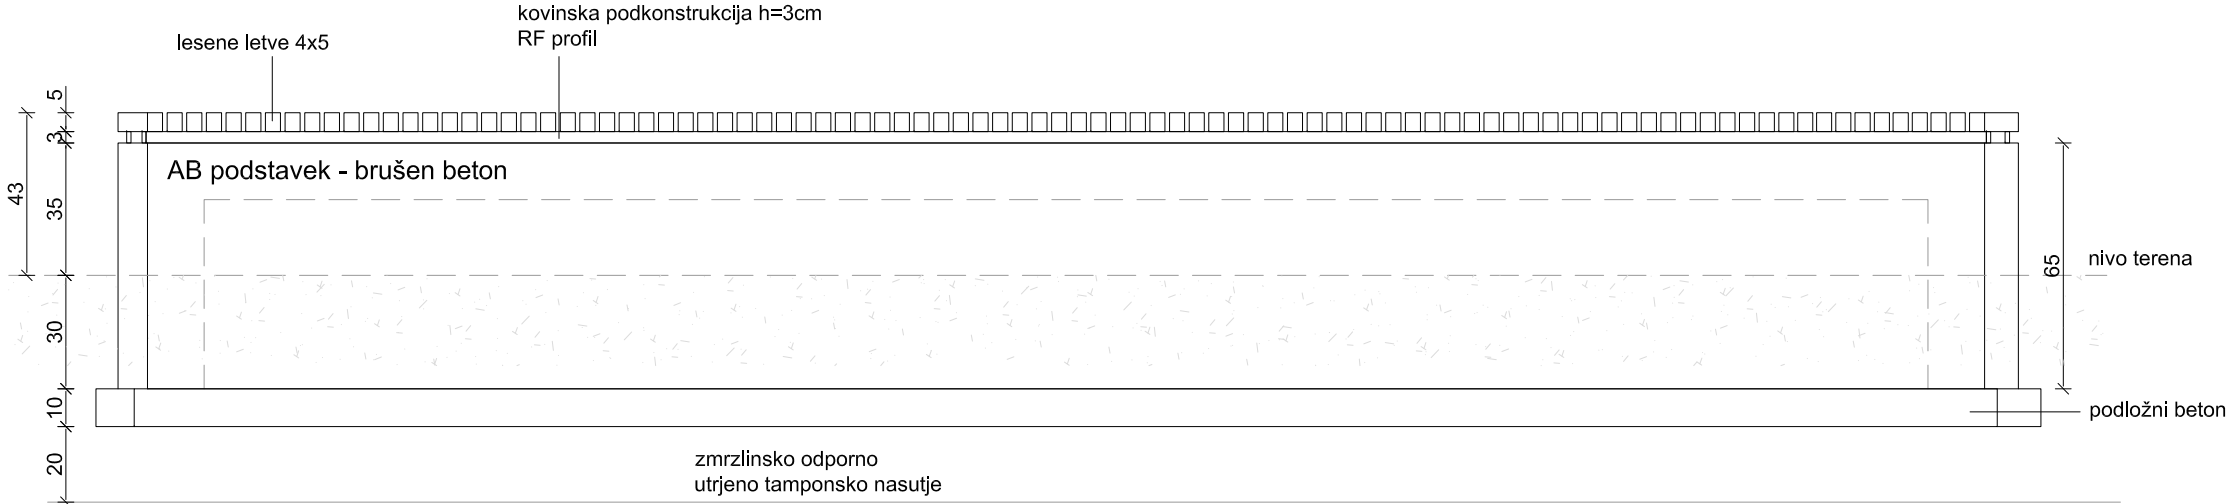 kovinska podkonstrukcija h=3cm
RF profil
lesene letve 4x5
5
3
AB podstavek - brušen beton
43
35
65
nivo terena
30
10
podložni beton
20
zmrzlinsko odporno
utrjeno tamponsko nasutje